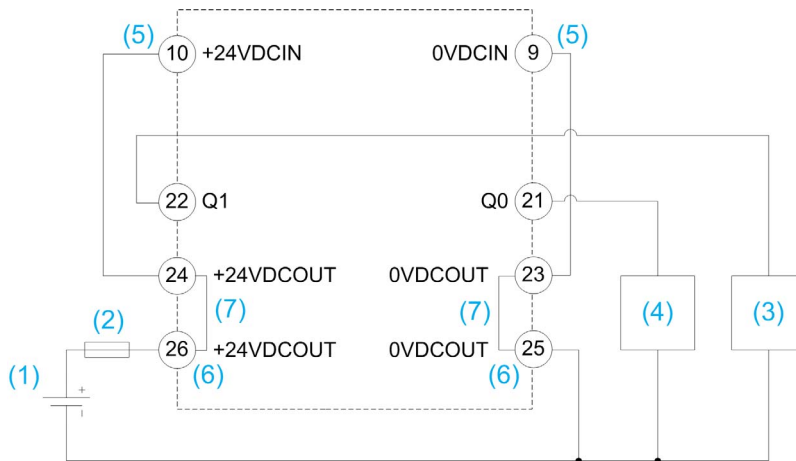 (5) 10 +24VDCIN 0VDCIN 9 (5)
22 Q1 Q0 21
24 +24VDCOUT 0VDCOUT 23
(2) (7) (7) (4) (3)
26 +24VDCOUT 0VDCOUT 25
(1) + (6) (6)
-